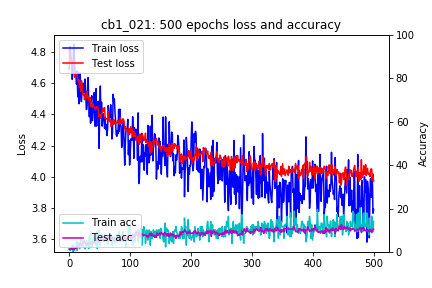 cb1_021: 500 epochs loss and accuracy
Train loss
Test loss
Train acc
Test acc
Loss
4.8
4.6
4.4
4.2
4.0
3.8
3.6
0
100
200
300
400
500
100
80
60
40
20
0
Accuracy